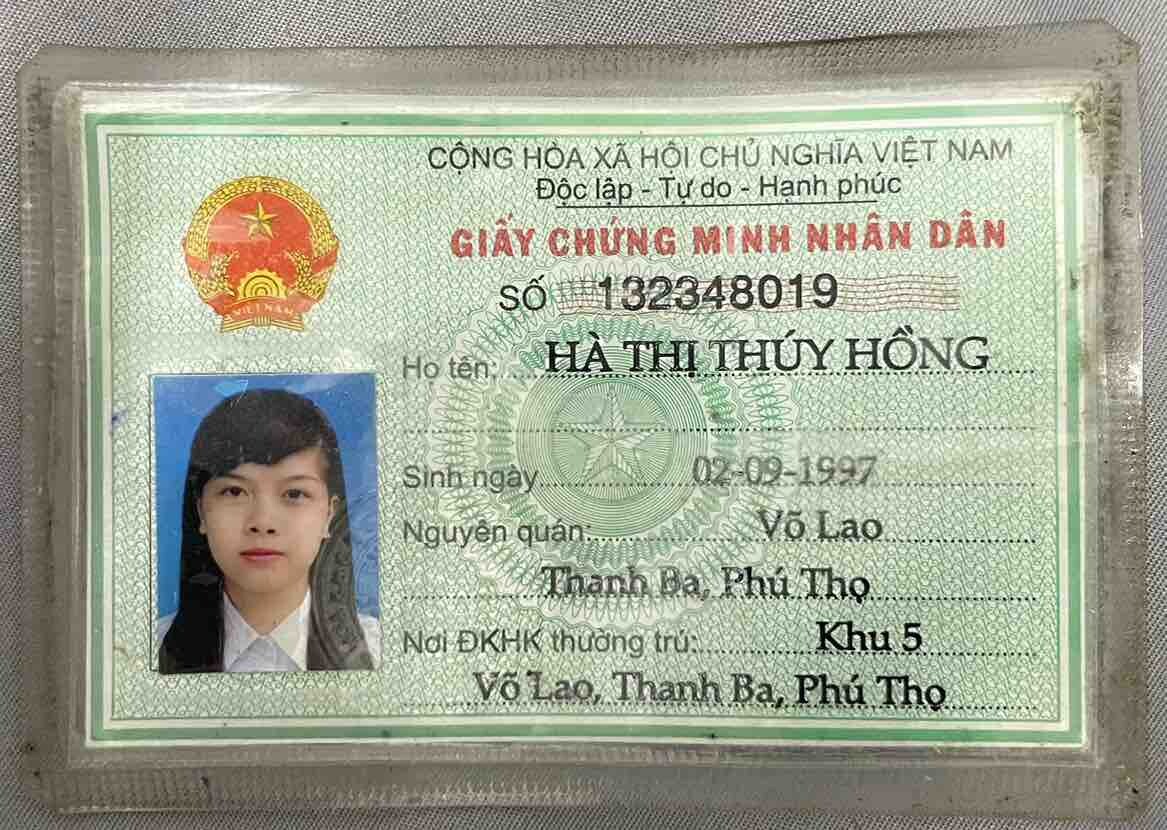 CỘNG HÒA XÃ HỘI CHỦ NGHĨA VIỆT NAM
Độc lập - Tự do - Hạnh phúc
GIẤY CHỨNG MINH NHÂN DÂN
SỐ 132348019
VIET NAM
Họ tên: HÀ THỊ THÚY HỒNG
Sinh ngày 02-09-1997
Nguyên quán: Võ Lao
Thanh Ba, Phú Thọ
Nơi ĐKHK thường trú: Khu 5
Võ Lao, Thanh Ba, Phú Thọ